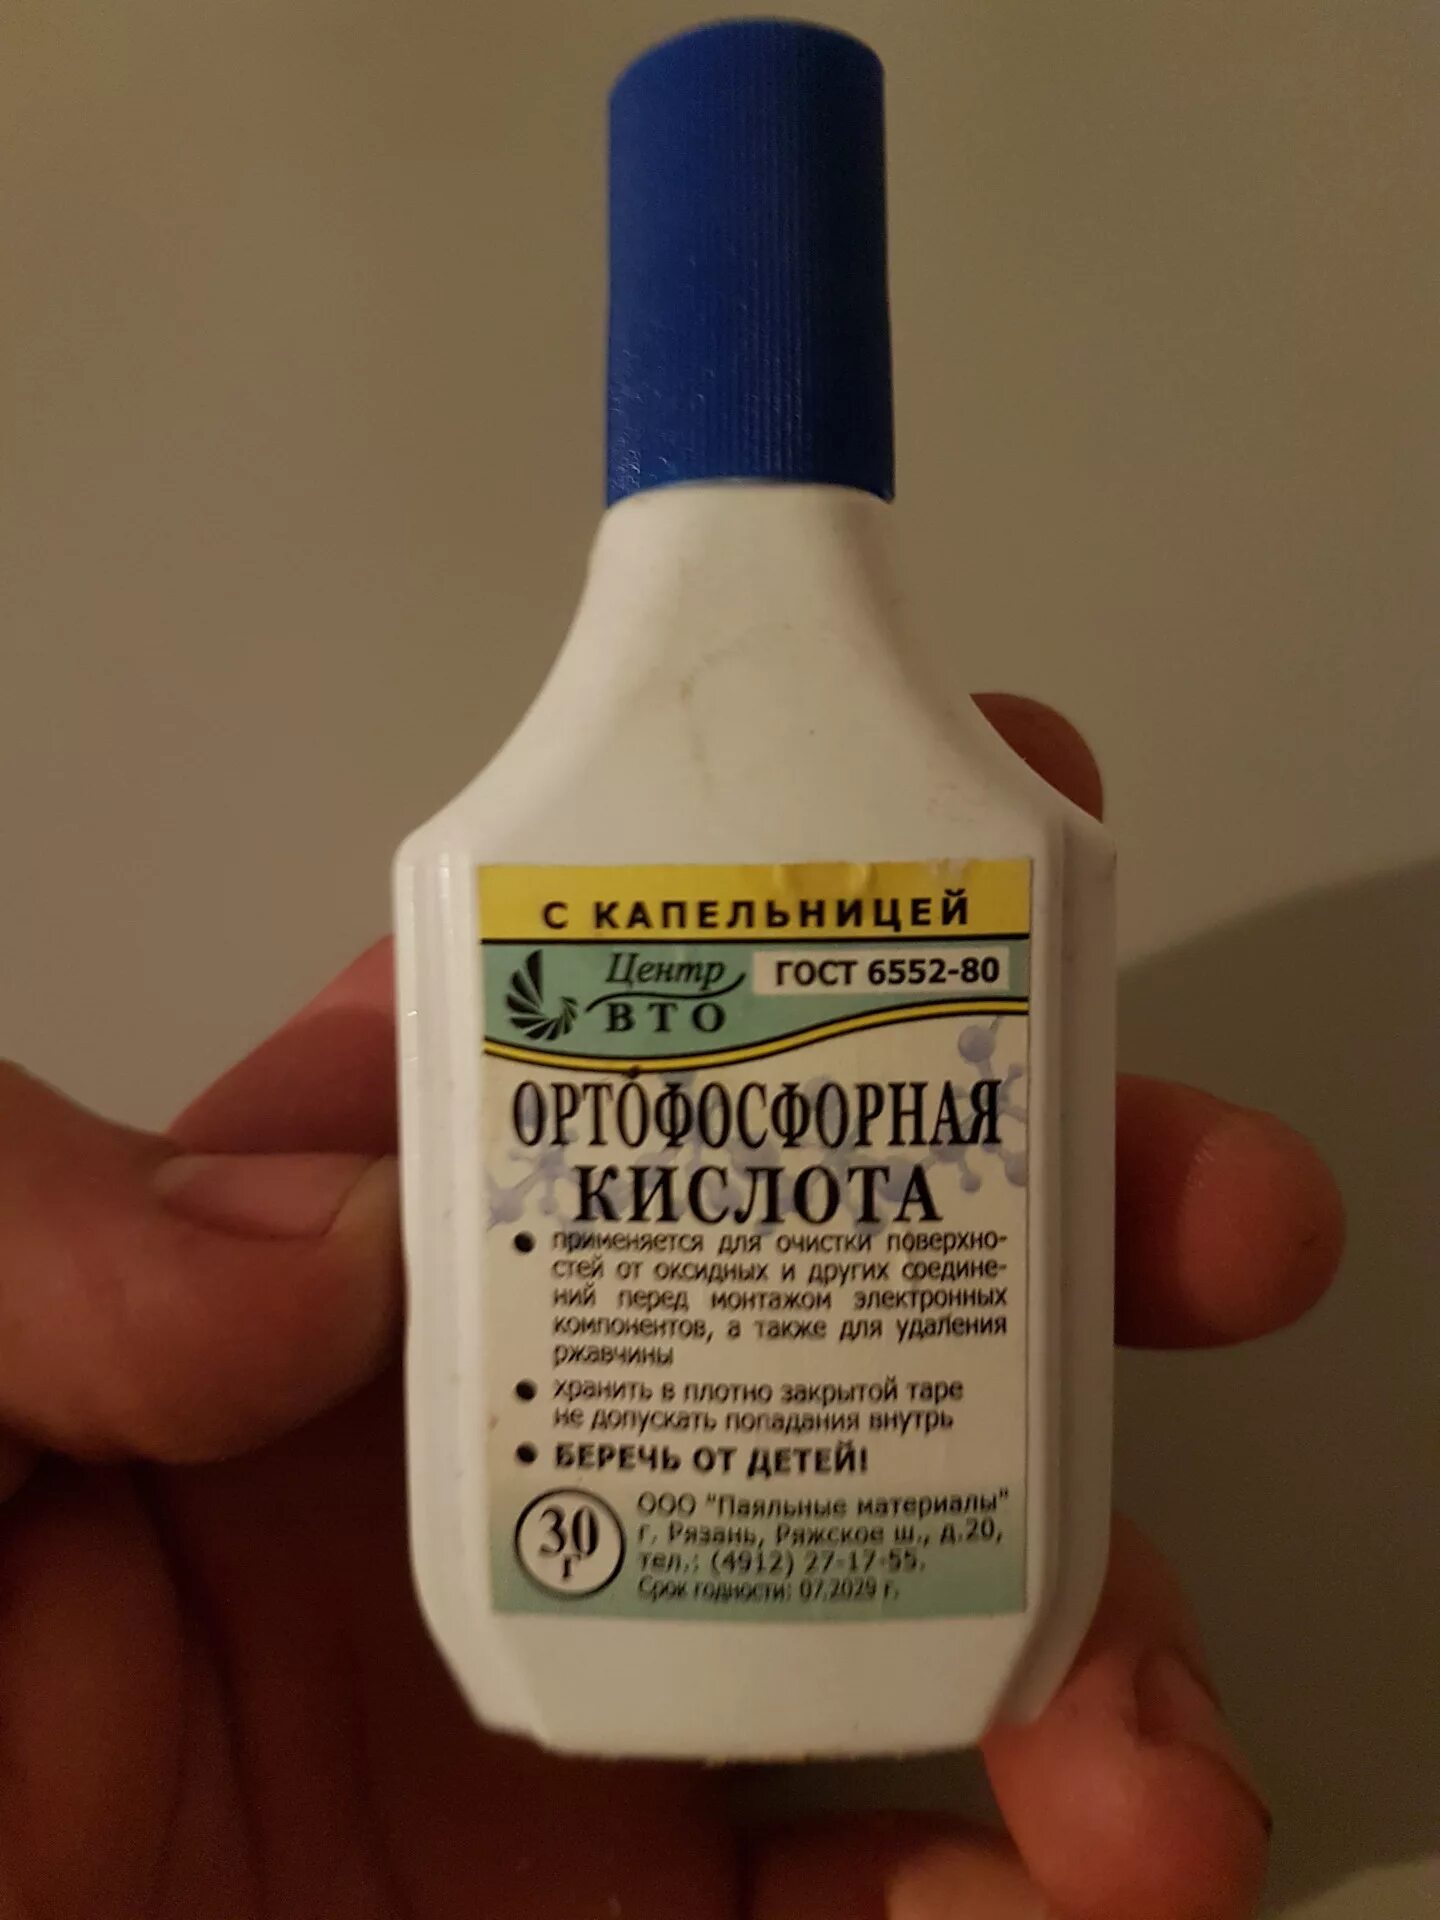 С КАПЕЛЬНИЦЕЙ
Центр
ВТО
ГОСТ 6552-80
ОРТОФОСФОРНАЯ
КИСЛОТА
применяется для очистки поверхно-
стей от оксидных и других соедине-
ний перед монтажом электронных
компонентов, а также для удаления
ржавчины
хранить в плотно закрытой таре
не допускать попадания внутрь
БЕРЕЧЬ ОТ ДЕТЕЙ!
30
г
ООО "Паяльные материалы"
г. Рязань, Ряжское ш., д.20,
тел.: (4912) 27-17-55.
Срок годности: 07.2029 г.